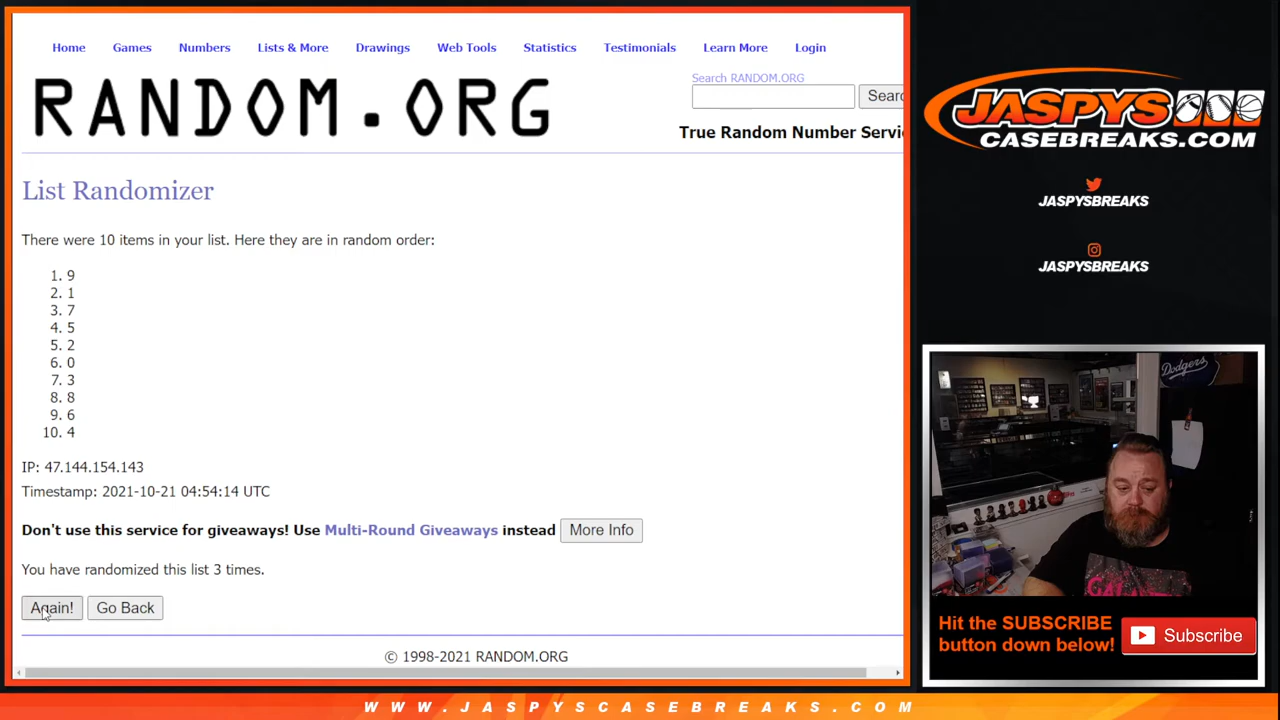 Home Games Numbers Lists & More Drawings Web Tools Statistics Testimonials Learn More Login
RANDOM.ORG
Search RANDOM.ORG
Searc
True Random Number Servi
List Randomizer
There were 10 items in your list. Here they are in random order:
1. 9
2. 1
3. 7
4. 5
5. 2
6. 0
7. 3
8. 8
9. 6
10. 4
IP: 47.144.154.143
Timestamp: 2021-10-21 04:54:14 UTC
Don't use this service for giveaways! Use Multi-Round Giveaways instead More Info
You have randomized this list 3 times.
Again! Go Back
© 1998-2021 RANDOM.ORG
JASPYS
CASEBREAKS.COM
JASPYSBREAKS
JASPYSBREAKS
Dodgers
Hit the SUBSCRIBE
button down below!
Subscribe
WWW.JASPYSCASEBREAKS.COM